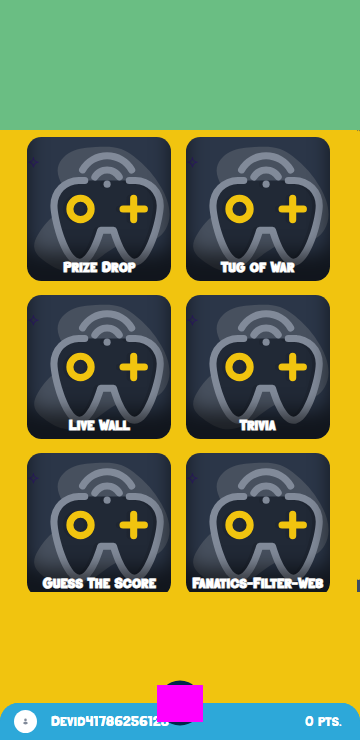 Prize Drop
Tug of War
Live Wall
Trivia
Guess The Score
Fanatics-Filter-Web
0 PTS.